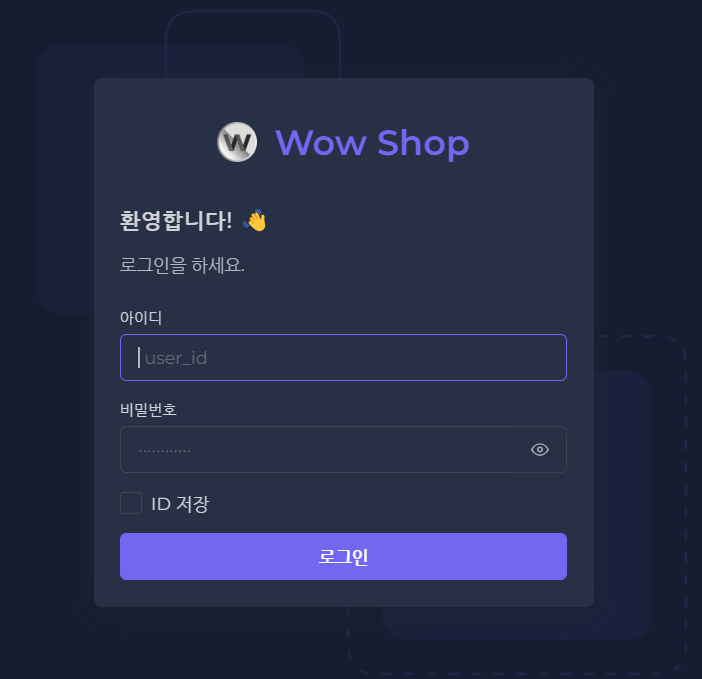 W Wow Shop
환영합니다! 👋
로그인을 하세요.
아이디
user_id
비밀번호
············
ID 저장
로그인